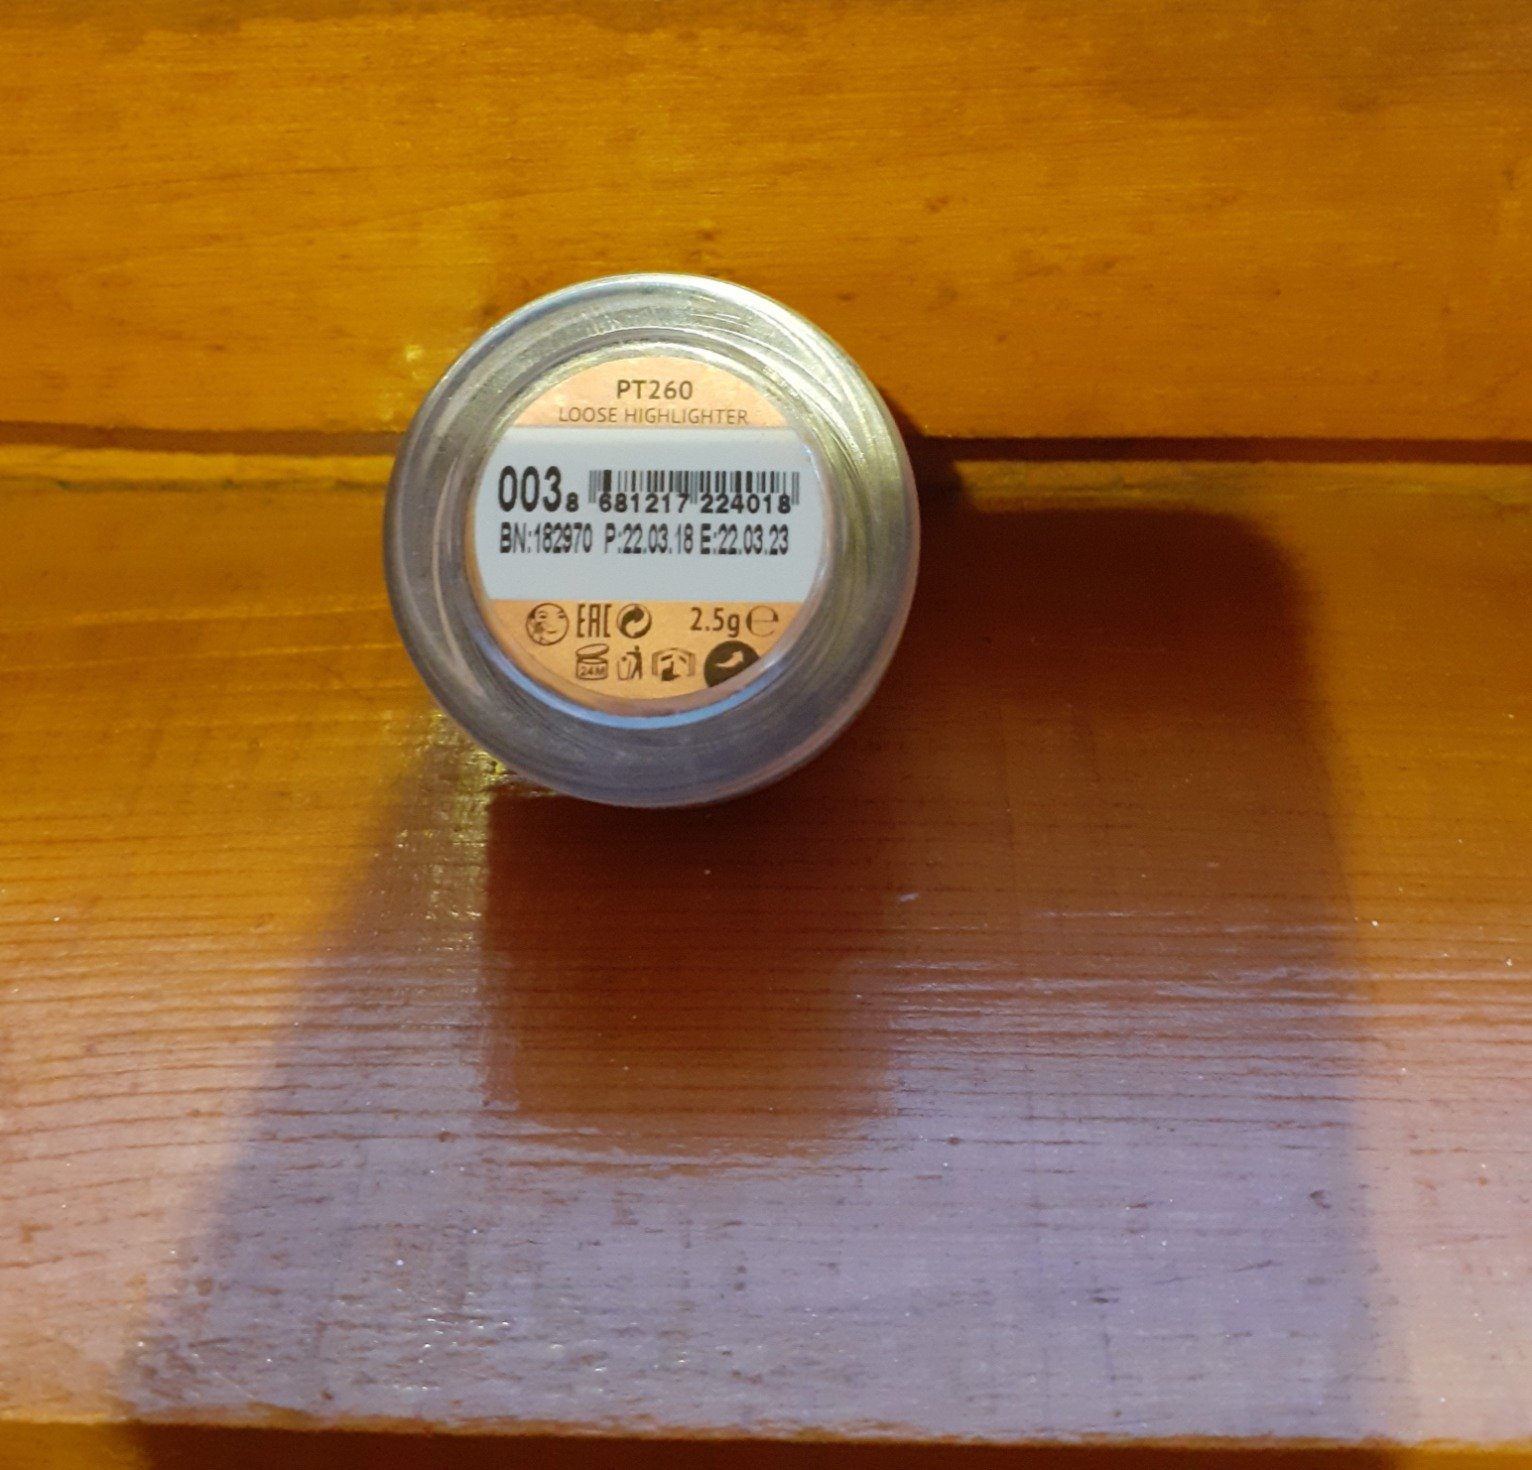 PT260
LOOSE HIGHLIGHTER
003 8 681217 224018
BN:182970 P:22.03.18 E:22.03.23
EAC 2.5g ℮
24M